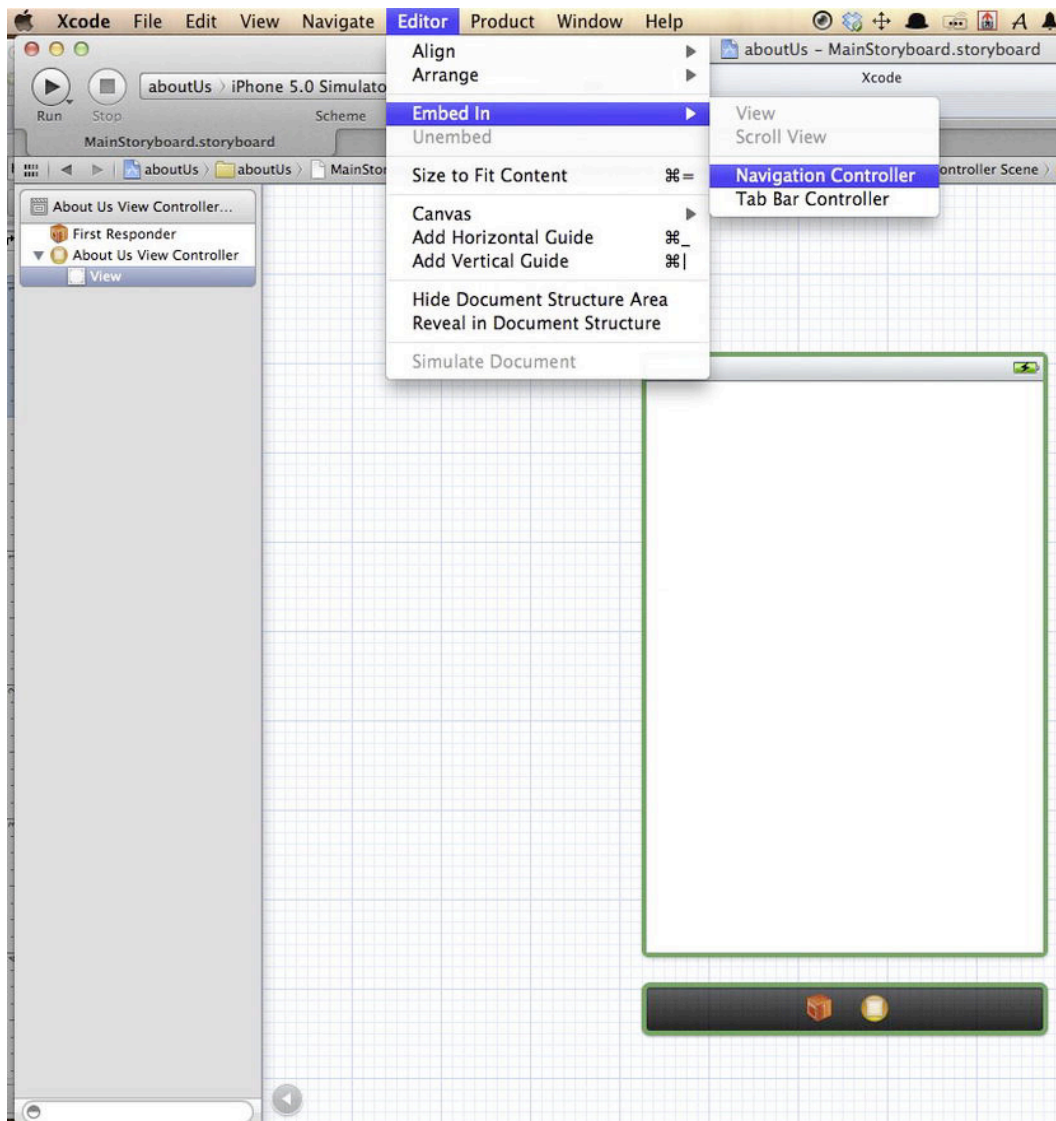 Xcode File Edit View Navigate Editor Product Window Help A
aboutUs – MainStoryboard.storyboard
aboutUs iPhone 5.0 Simulato
Xcode
Run Stop Scheme
MainStoryboard.storyboard
aboutUs aboutUs MainStor ontroller Scene
Align
Arrange
Embed In
Unembed
Size to Fit Content ⌘=
Canvas
Add Horizontal Guide ⌘_
Add Vertical Guide ⌘|
Hide Document Structure Area
Reveal in Document Structure
Simulate Document
View
Scroll View
Navigation Controller
Tab Bar Controller
About Us View Controller...
First Responder
About Us View Controller
View